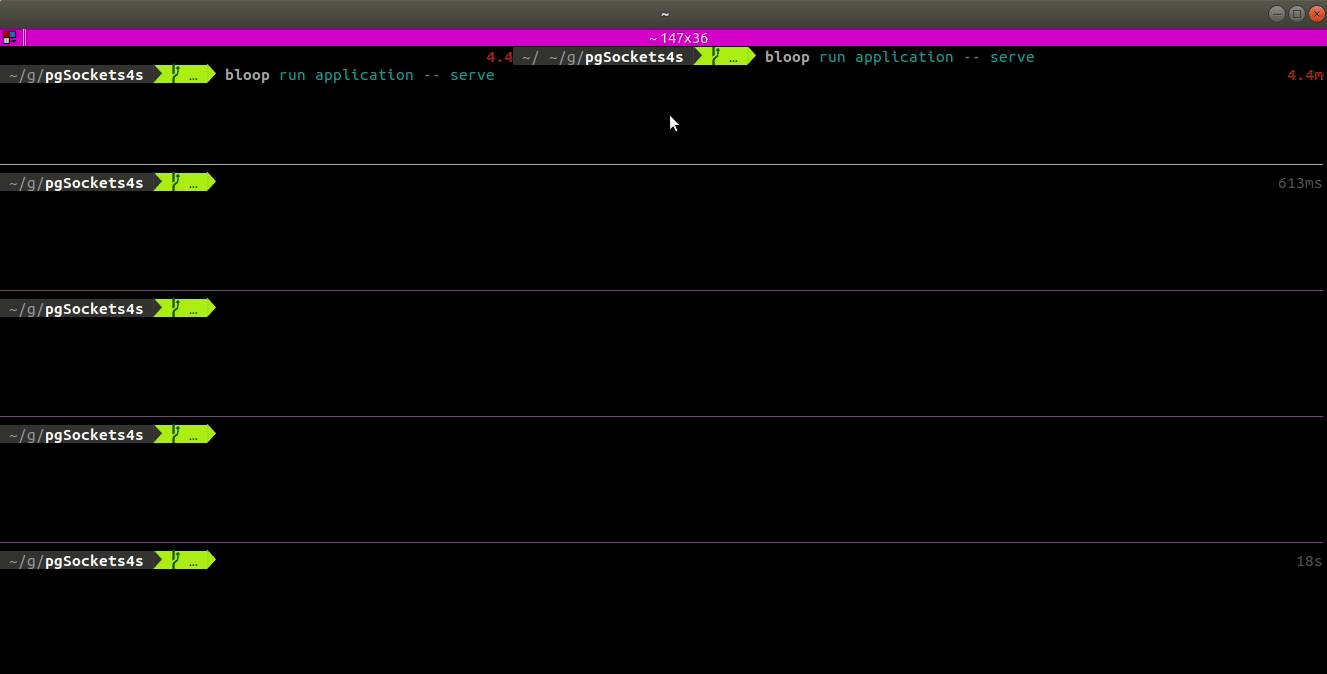 ~
~ 147x36
4.4 ~/ ~/g/pgSockets4s … bloop run application -- serve
~/g/pgSockets4s … bloop run application -- serve 4.4m
~/g/pgSockets4s … 613ms
~/g/pgSockets4s …
~/g/pgSockets4s …
~/g/pgSockets4s … 18s